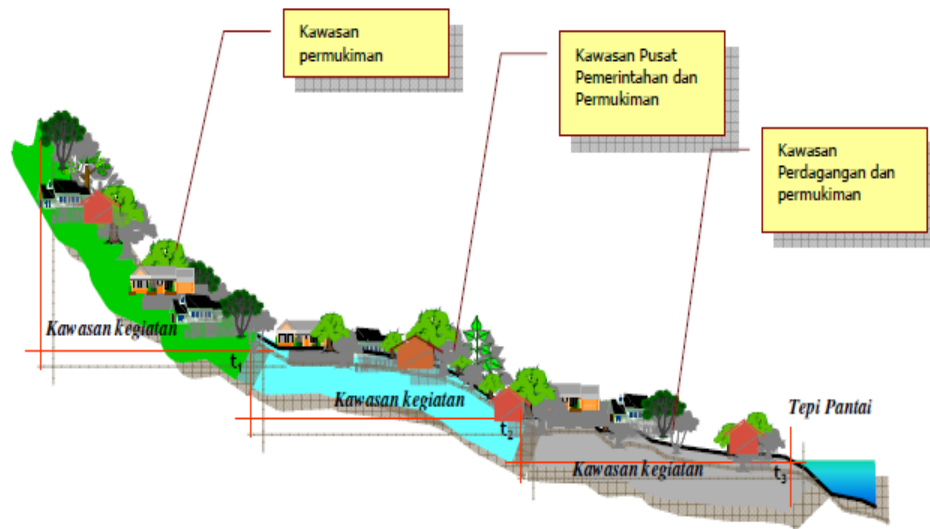 Kawasan
permukiman
Kawasan Pusat
Pemerintahan dan
Permukiman
Kawasan
Perdagangan dan
permukiman
Kawasan kegiatan
t1
Kawasan kegiatan
t2
Tepi Pantai
Kawasan kegiatan
t3